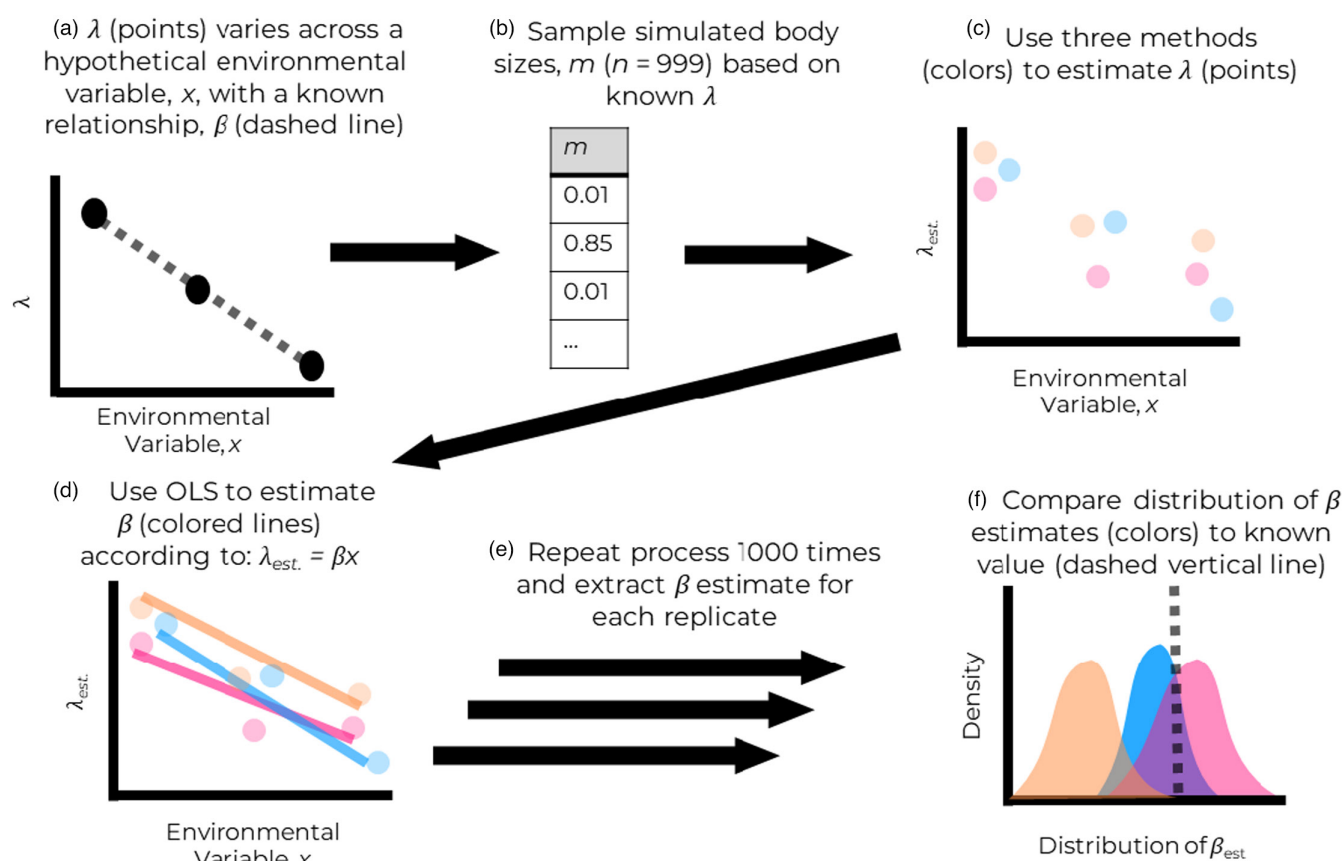 (a) λ (points) varies across a
hypothetical environmental
variable, x, with a known
relationship, β (dashed line)
λ
Environmental
Variable, x
(b) Sample simulated body
sizes, m (n = 999) based on
known λ
m
0.01
0.85
0.01
...
(c) Use three methods
(colors) to estimate λ (points)
λest.
Environmental
Variable, x
(d) Use OLS to estimate
β (colored lines)
according to: λest. = βx
λest.
Environmental
Variable, x
(e) Repeat process 1000 times
and extract β estimate for
each replicate
(f) Compare distribution of β
estimates (colors) to known
value (dashed vertical line)
Density
Distribution of βest